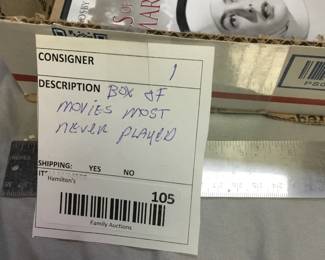 CONSIGNER 1
DESCRIPTION BOX OF
MOVIES MOST
NEVER PLAYED
SHIPPING: YES NO
Hamilton's
105
Family Auctions